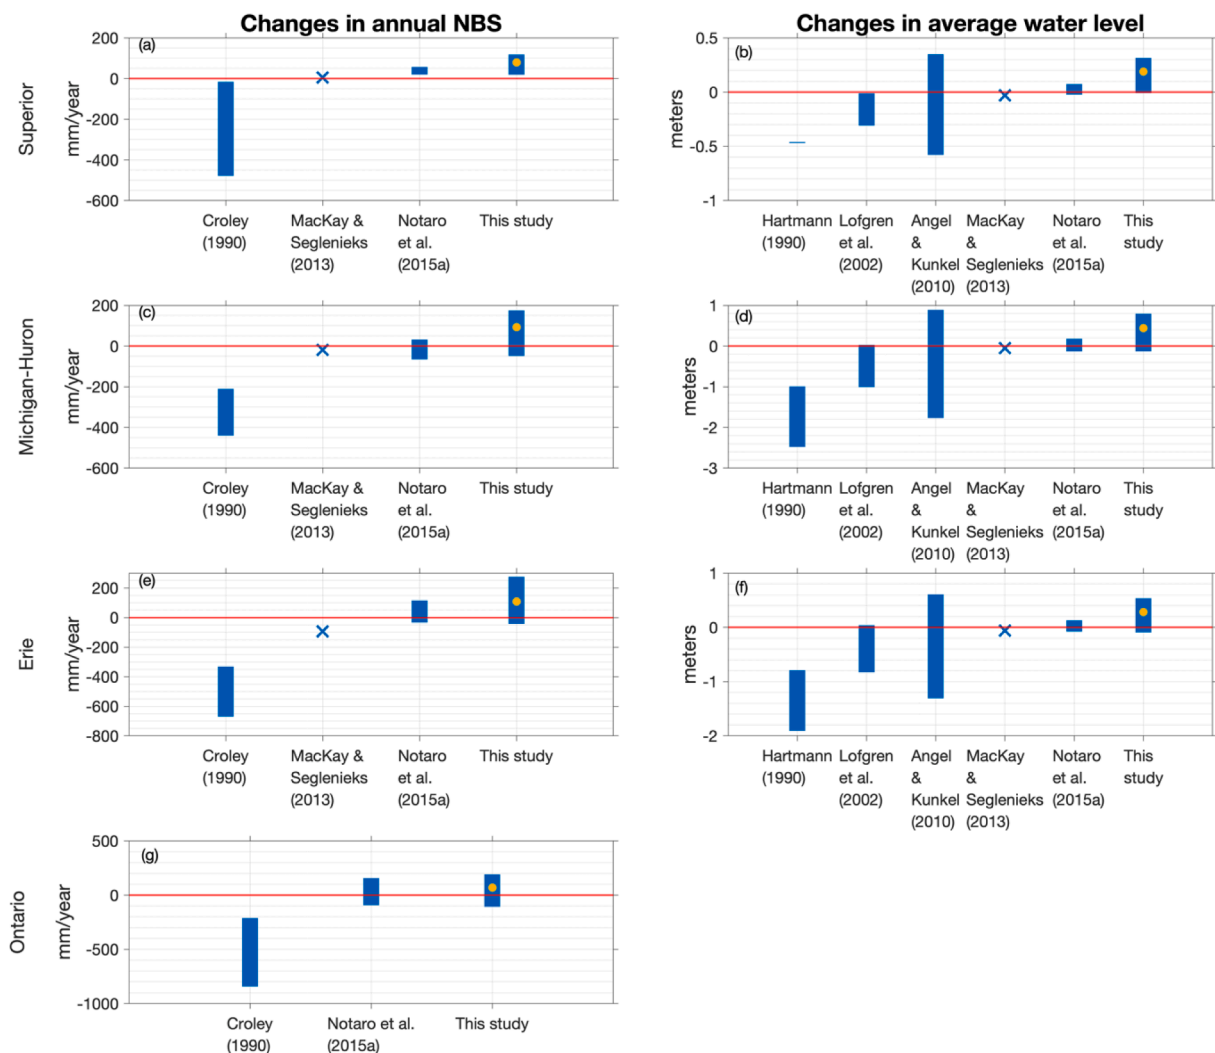 Changes in annual NBS
Changes in average water level
Superior
mm/year
200
0
-200
-400
-600
(a)
Croley
(1990)
MacKay &
Seglenieks
(2013)
Notaro
et al.
(2015a)
This study
meters
0.5
0
-0.5
-1
(b)
Hartmann
(1990)
Lofgren
et al.
(2002)
Angel
&
Kunkel
(2010)
MacKay
&
Seglenieks
(2013)
Notaro
et al.
(2015a)
This
study
Michigan-Huron
mm/year
200
0
-200
-400
-600
(c)
Croley
(1990)
MacKay &
Seglenieks
(2013)
Notaro
et al.
(2015a)
This study
meters
1
0
-1
-2
-3
(d)
Hartmann
(1990)
Lofgren
et al.
(2002)
Angel
&
Kunkel
(2010)
MacKay
&
Seglenieks
(2013)
Notaro
et al.
(2015a)
This
study
Erie
mm/year
200
0
-200
-400
-600
-800
(e)
Croley
(1990)
MacKay &
Seglenieks
(2013)
Notaro
et al.
(2015a)
This study
meters
1
0
-1
-2
(f)
Hartmann
(1990)
Lofgren
et al.
(2002)
Angel
&
Kunkel
(2010)
MacKay
&
Seglenieks
(2013)
Notaro
et al.
(2015a)
This
study
Ontario
mm/year
500
0
-500
-1000
(g)
Croley
(1990)
Notaro et al.
(2015a)
This study